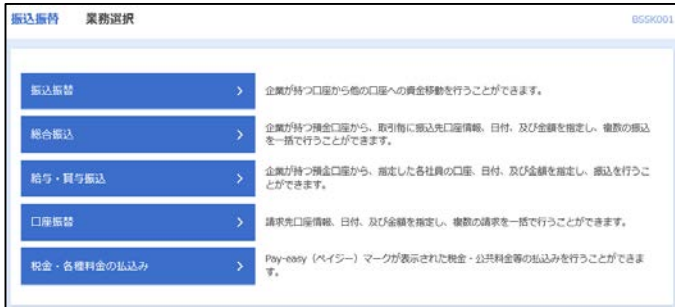 振込振替 業務選択 BSSK001
振込振替
企業が持つ口座から他の口座への資金移動を行うことができます。
総合振込
企業が持つ預金口座から、取引毎に振込先口座情報、日付、及び金額を指定し、複数の振込
を一括で行うことができます。
給与・賞与振込
企業が持つ預金口座から、指定した各社員の口座、日付、及び金額を指定し、振込を行うこ
とができます。
口座振替
請求先口座情報、日付、及び金額を指定し、複数の請求を一括で行うことができます。
税金・各種料金の払込み
Pay-easy（ペイジー）マークが表示された税金・公共料金等の払込みを行うことができま
す。